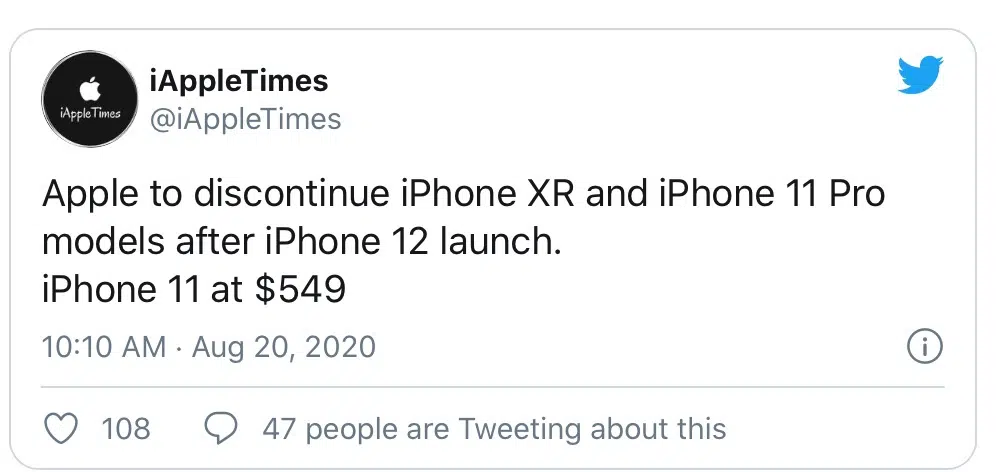 iAppleTimes
iAppleTimes
@iAppleTimes
Apple to discontinue iPhone XR and iPhone 11 Pro
models after iPhone 12 launch.
iPhone 11 at $549
10:10 AM · Aug 20, 2020
108 47 people are Tweeting about this